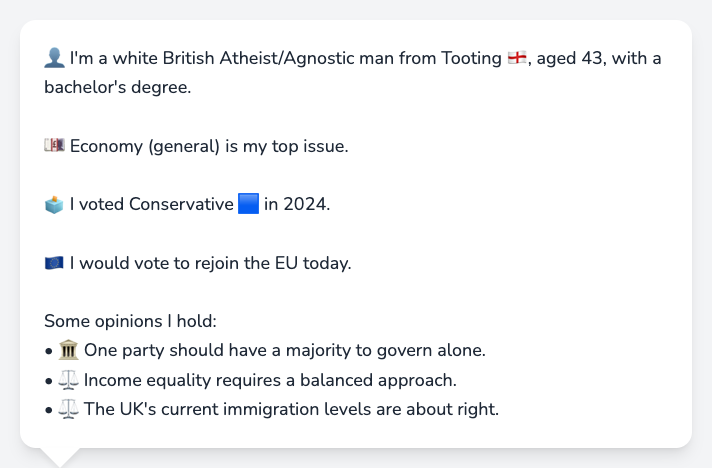 👤 I'm a white British Atheist/Agnostic man from Tooting 🏴󠁧󠁢󠁥󠁮󠁧󠁿, aged 43, with a
bachelor's degree.
💷 Economy (general) is my top issue.
🗳️ I voted Conservative 🟦 in 2024.
🇪🇺 I would vote to rejoin the EU today.
Some opinions I hold:
• 🏛️ One party should have a majority to govern alone.
• ⚖️ Income equality requires a balanced approach.
• ⚖️ The UK's current immigration levels are about right.